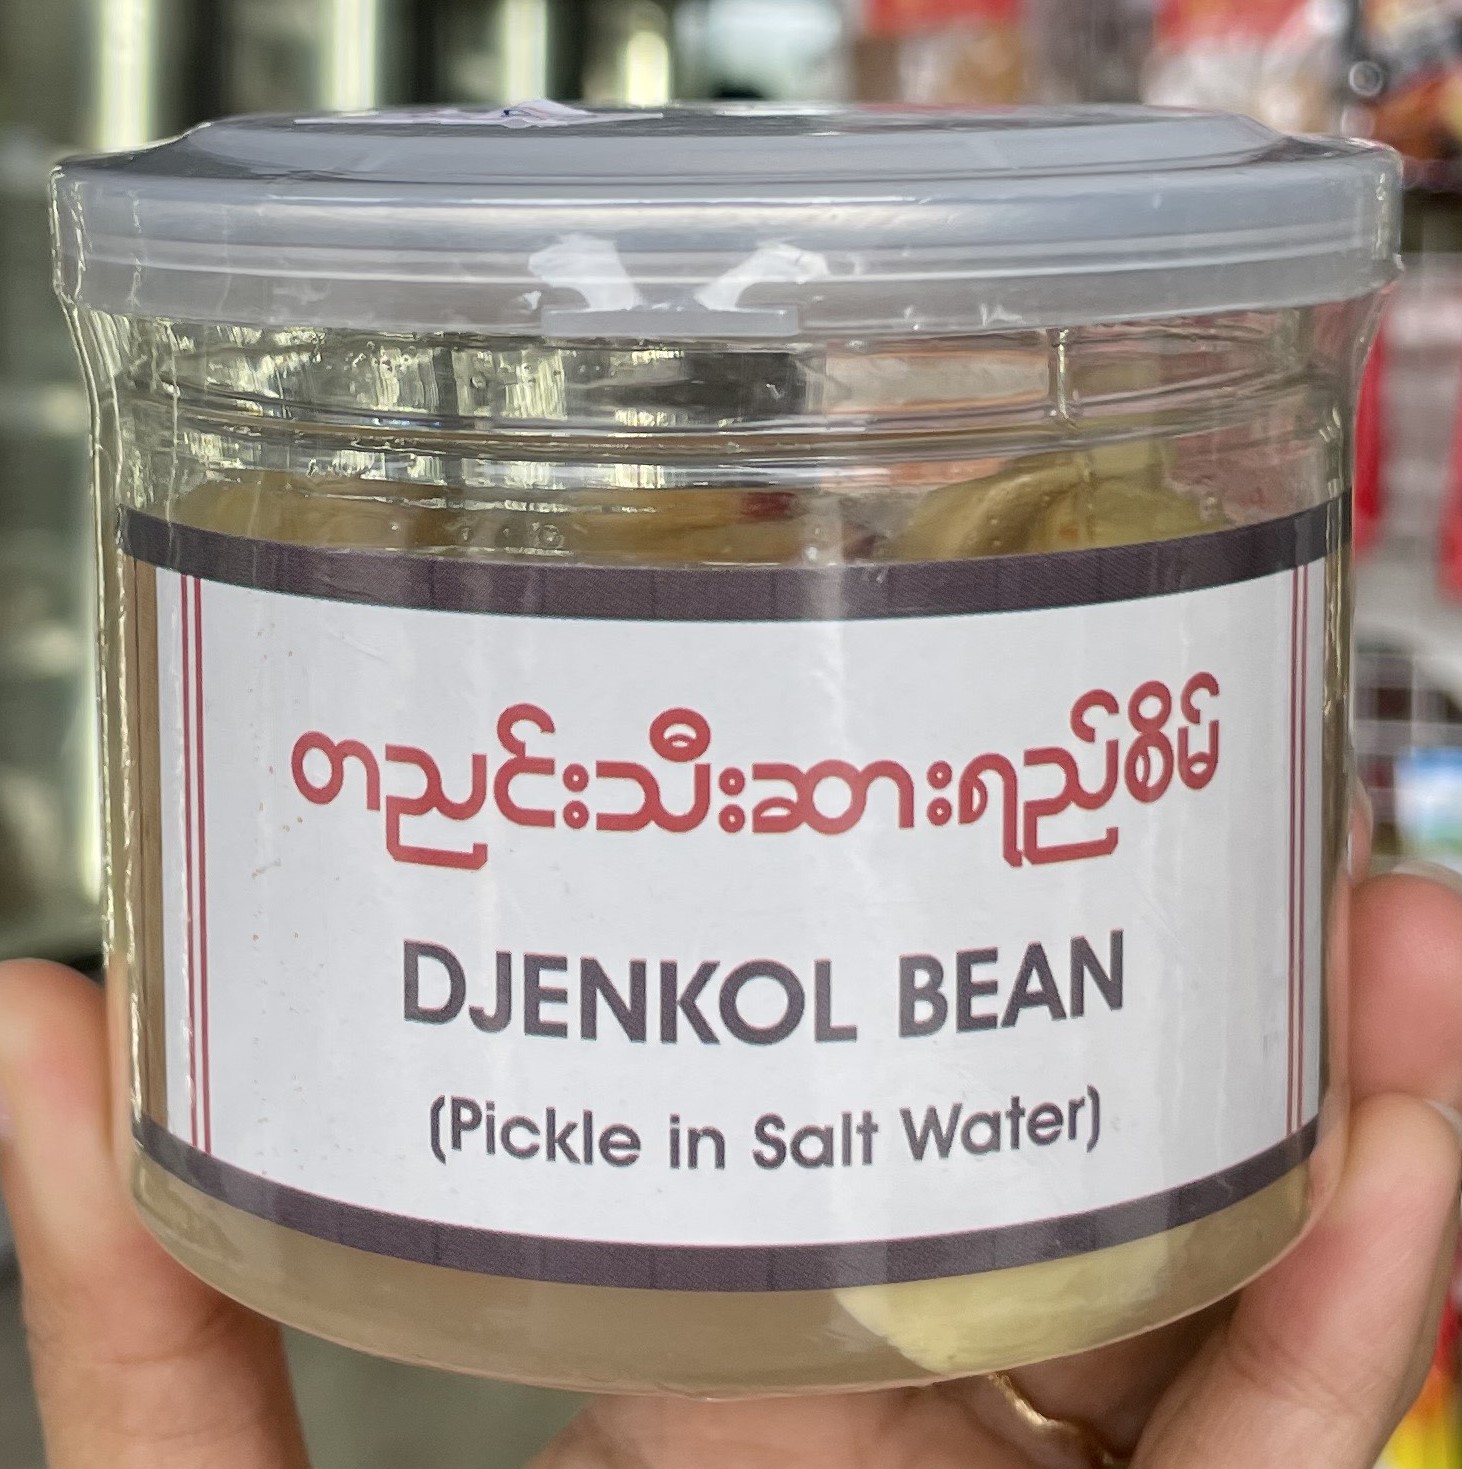 တညင်းသီးဆားရည်စိမ်
DJENKOL BEAN
(Pickle in Salt Water)